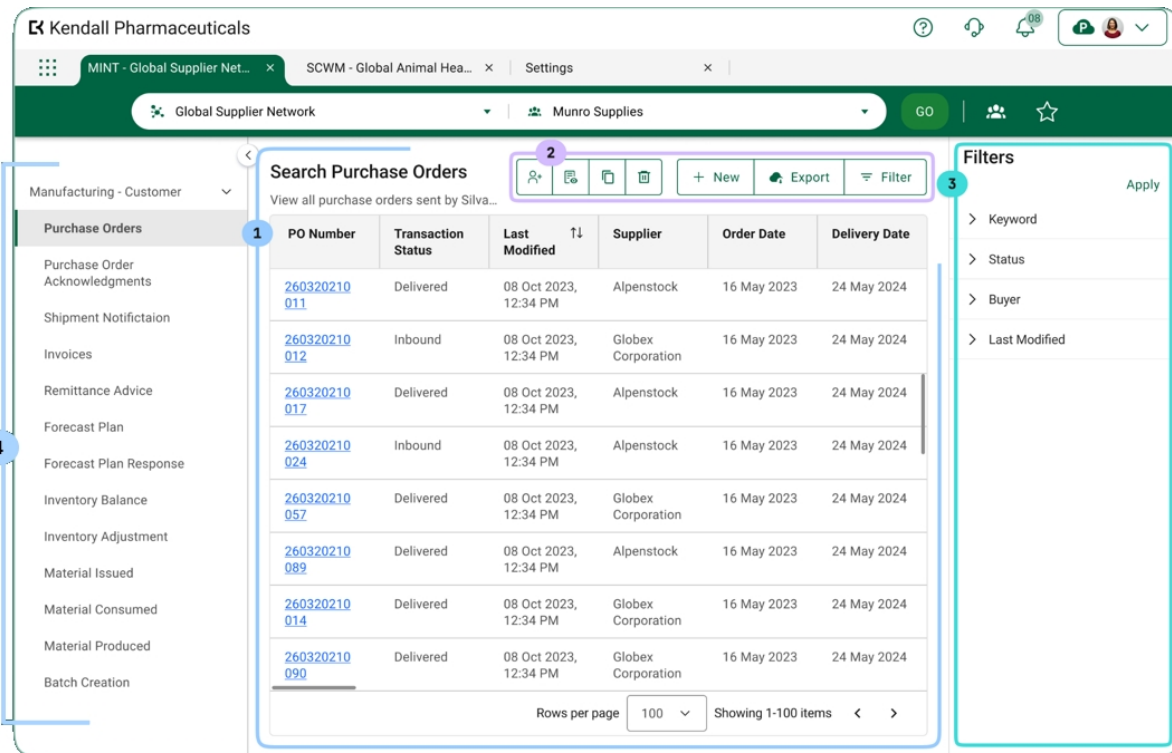 Kendall Pharmaceuticals
08
P
MINT - Global Supplier Net...
SCWM - Global Animal Hea...
Settings
Global Supplier Network
Munro Supplies
GO
4
Manufacturing - Customer
Purchase Orders
Purchase Order
Acknowledgments
Shipment Notifictaion
Invoices
Remittance Advice
Forecast Plan
Forecast Plan Response
Inventory Balance
Inventory Adjustment
Material Issued
Material Consumed
Material Produced
Batch Creation
1
Search Purchase Orders
View all purchase orders sent by Silva...
2
New
Export
Filter
PO Number Transaction Status Last Modified Supplier Order Date Delivery Date
260320210
011
Delivered
08 Oct 2023,
12:34 PM
Alpenstock
16 May 2023
24 May 2024
260320210
012
Inbound
08 Oct 2023,
12:34 PM
Globex
Corporation
16 May 2023
24 May 2024
260320210
017
Delivered
08 Oct 2023,
12:34 PM
Alpenstock
16 May 2023
24 May 2024
260320210
024
Inbound
08 Oct 2023,
12:34 PM
Alpenstock
16 May 2023
24 May 2024
260320210
057
Delivered
08 Oct 2023,
12:34 PM
Globex
Corporation
16 May 2023
24 May 2024
260320210
089
Delivered
08 Oct 2023,
12:34 PM
Alpenstock
16 May 2023
24 May 2024
260320210
014
Delivered
08 Oct 2023,
12:34 PM
Globex
Corporation
16 May 2023
24 May 2024
260320210
090
Delivered
08 Oct 2023,
12:34 PM
Globex
Corporation
16 May 2023
24 May 2024
Rows per page 100 Showing 1-100 items
3
Filters
Apply
Keyword
Status
Buyer
Last Modified